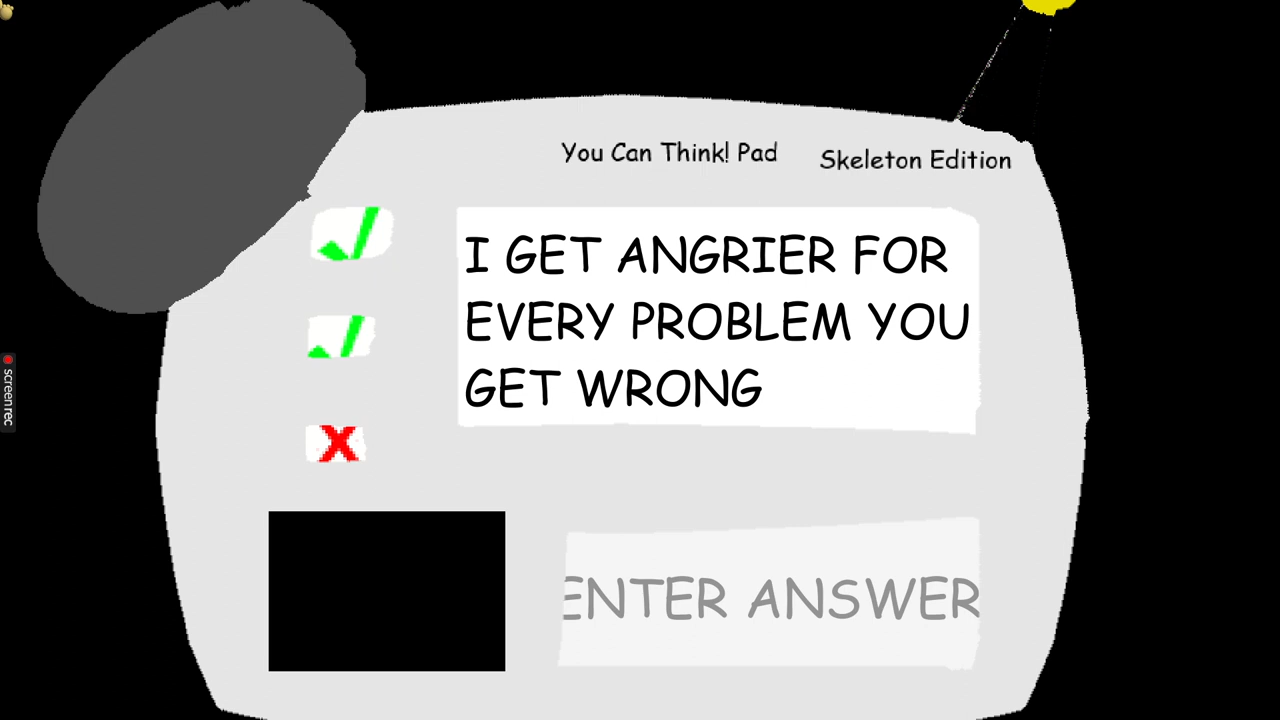 You Can Think! Pad
Skeleton Edition
I GET ANGRIER FOR
EVERY PROBLEM YOU
GET WRONG
ENTER ANSWER
screenrec